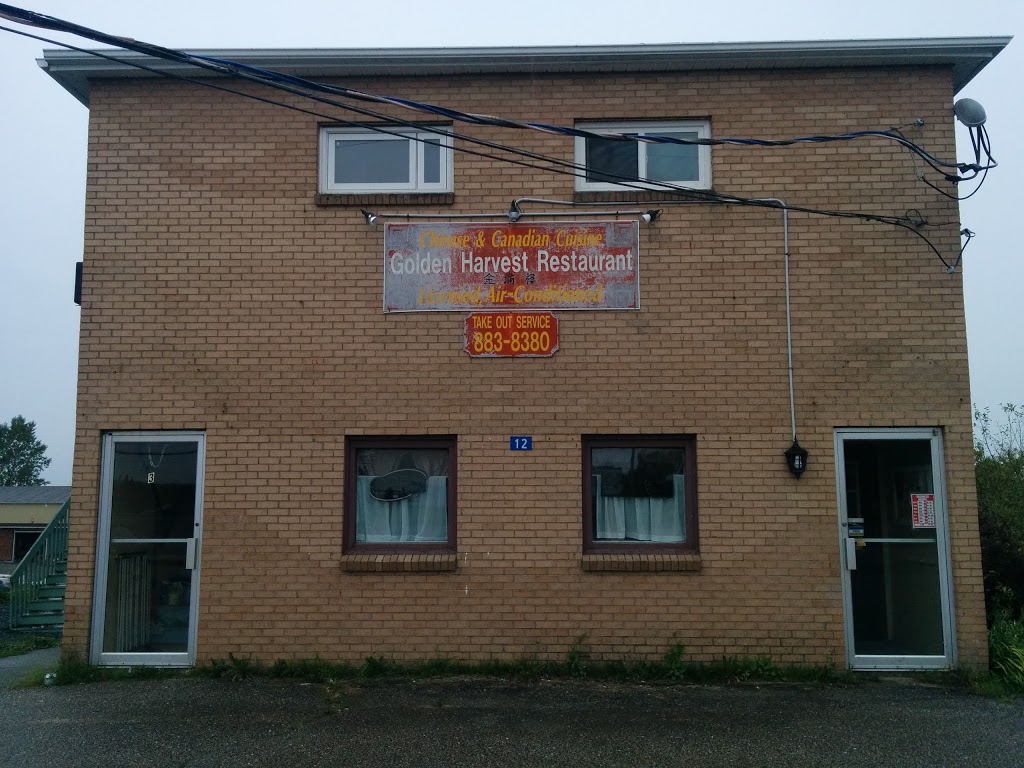 Chinese & Canadian Cuisine
Golden Harvest Restaurant
Licensed, Air-Conditioned
TAKE OUT SERVICE
883-8380
12
3